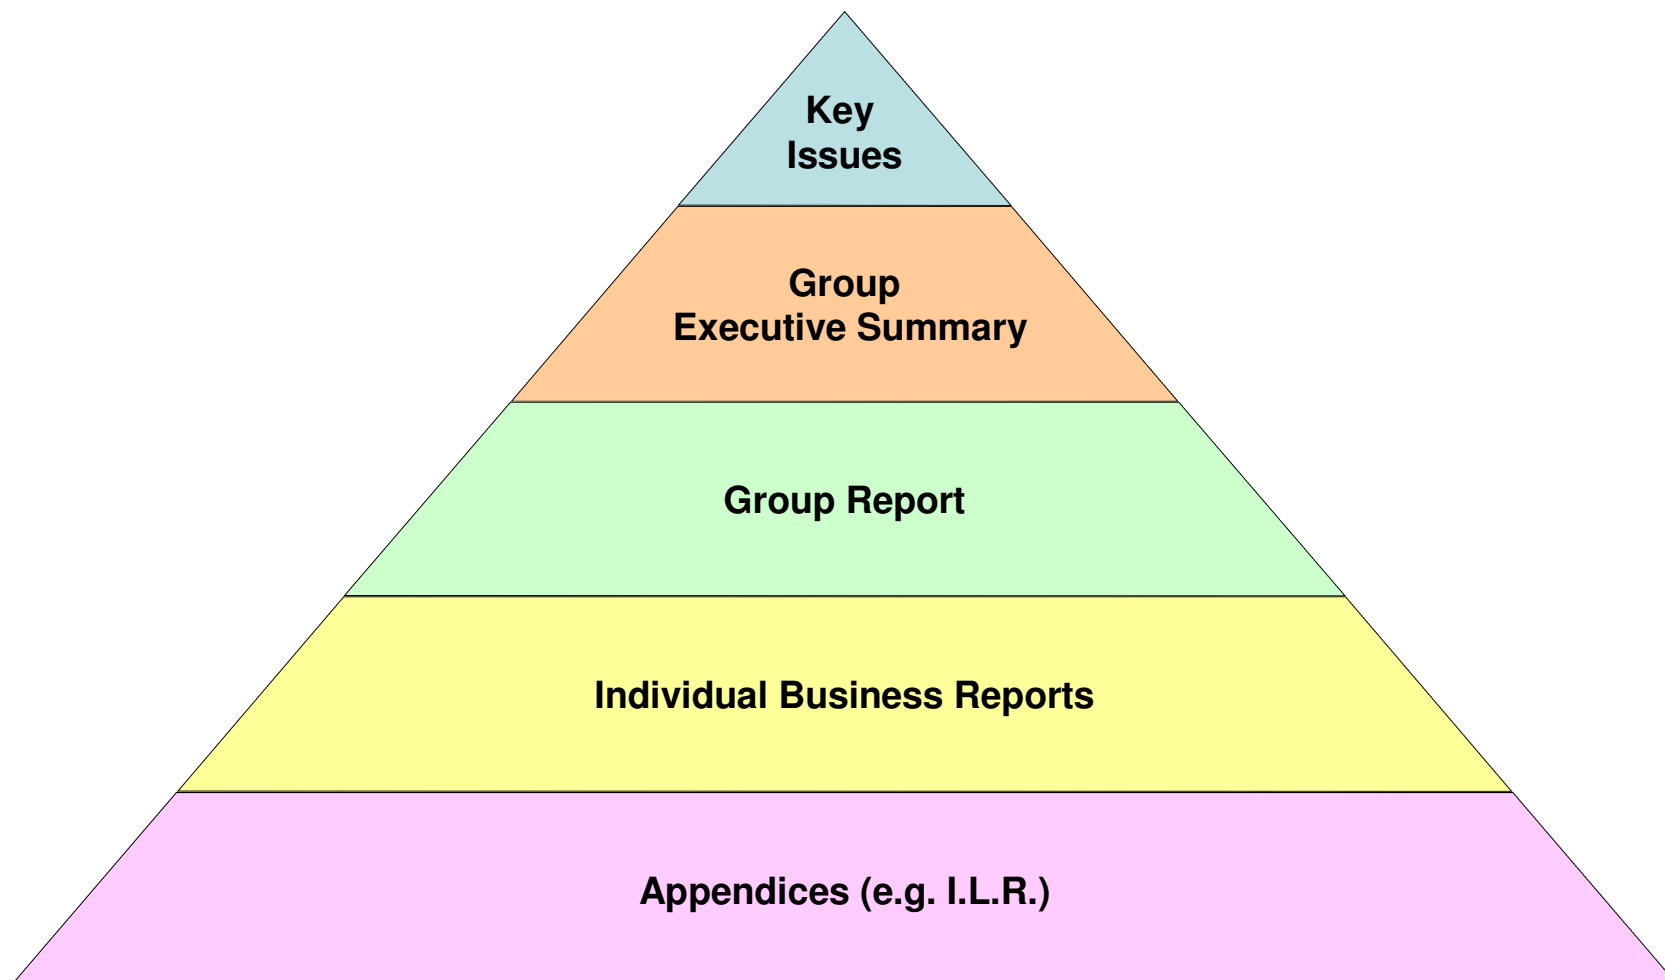 Key
Issues
Group
Executive Summary
Group Report
Individual Business Reports
Appendices (e.g. I.L.R.)